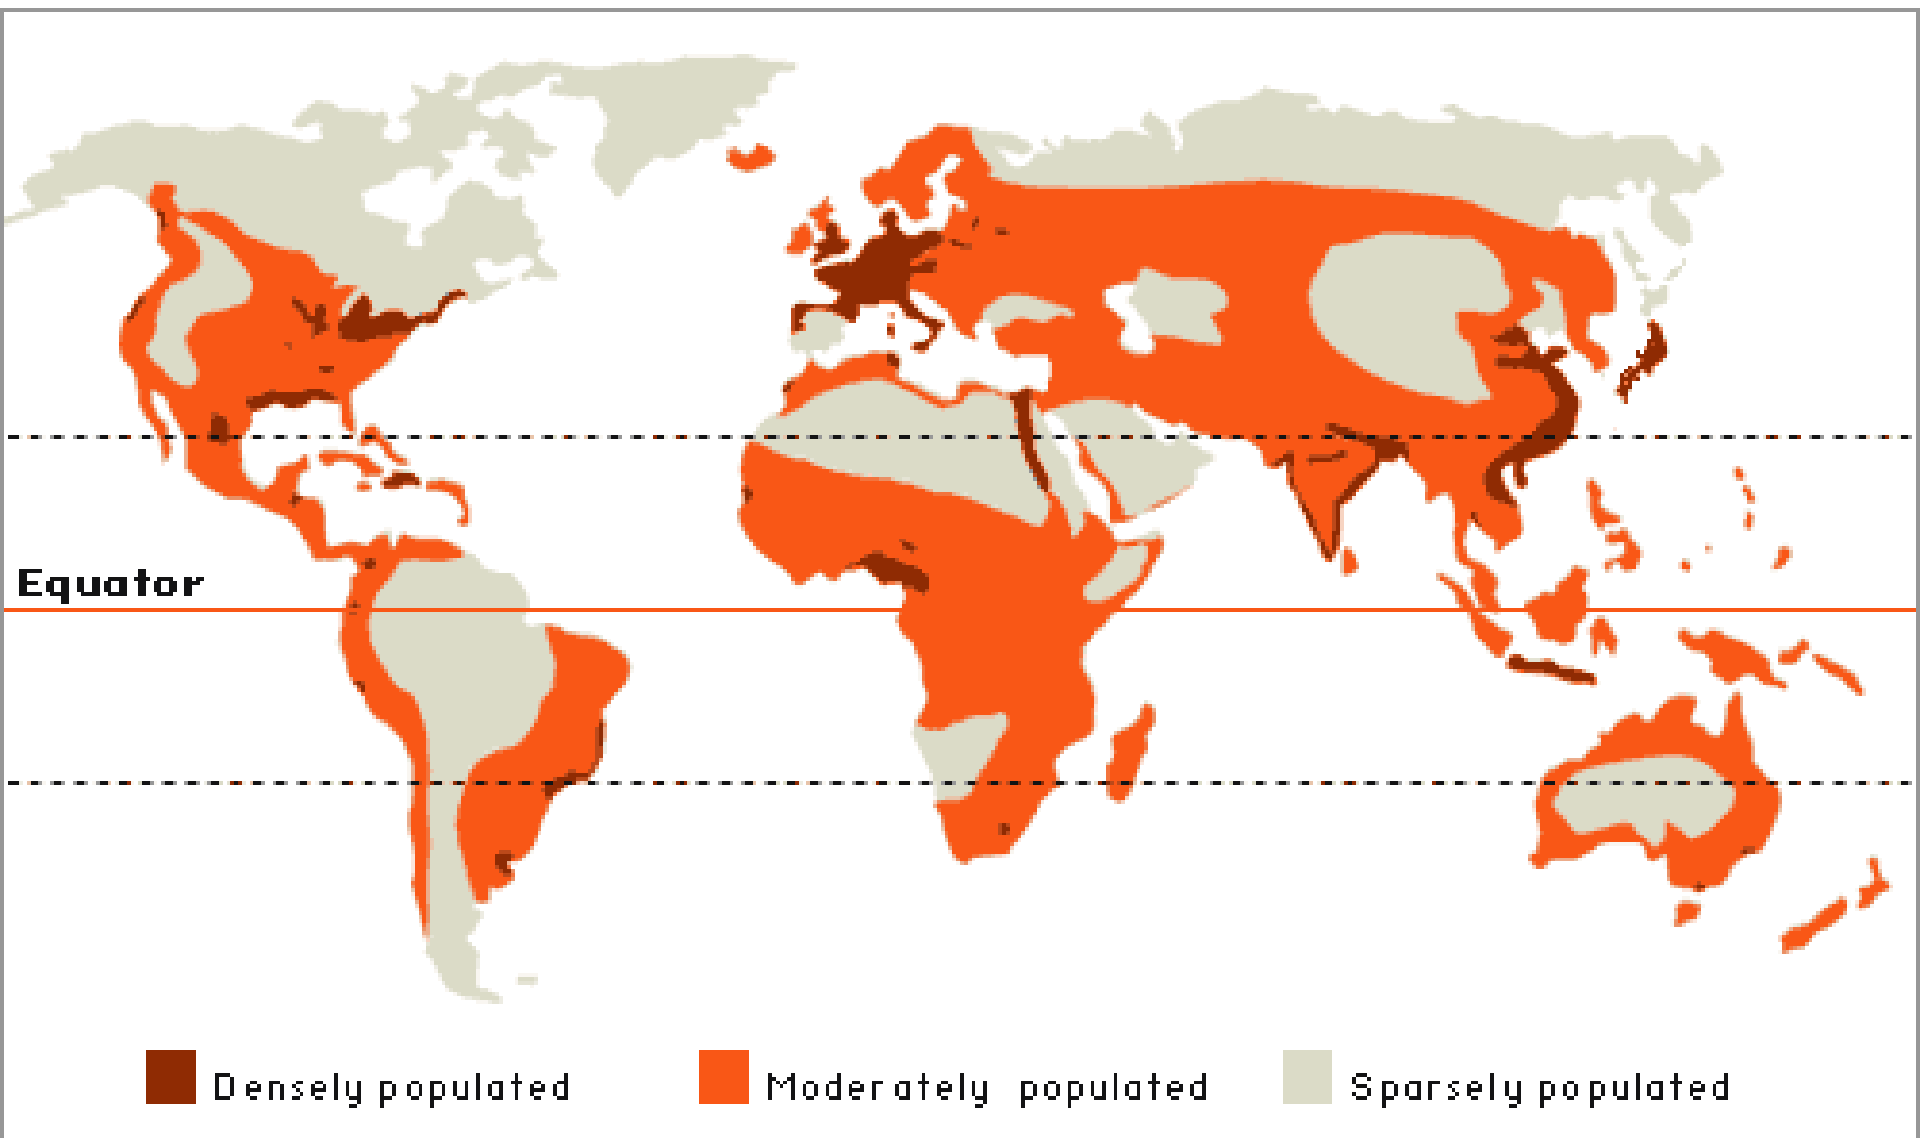 Equator
Densely populated
Moderately populated
Sparsely populated